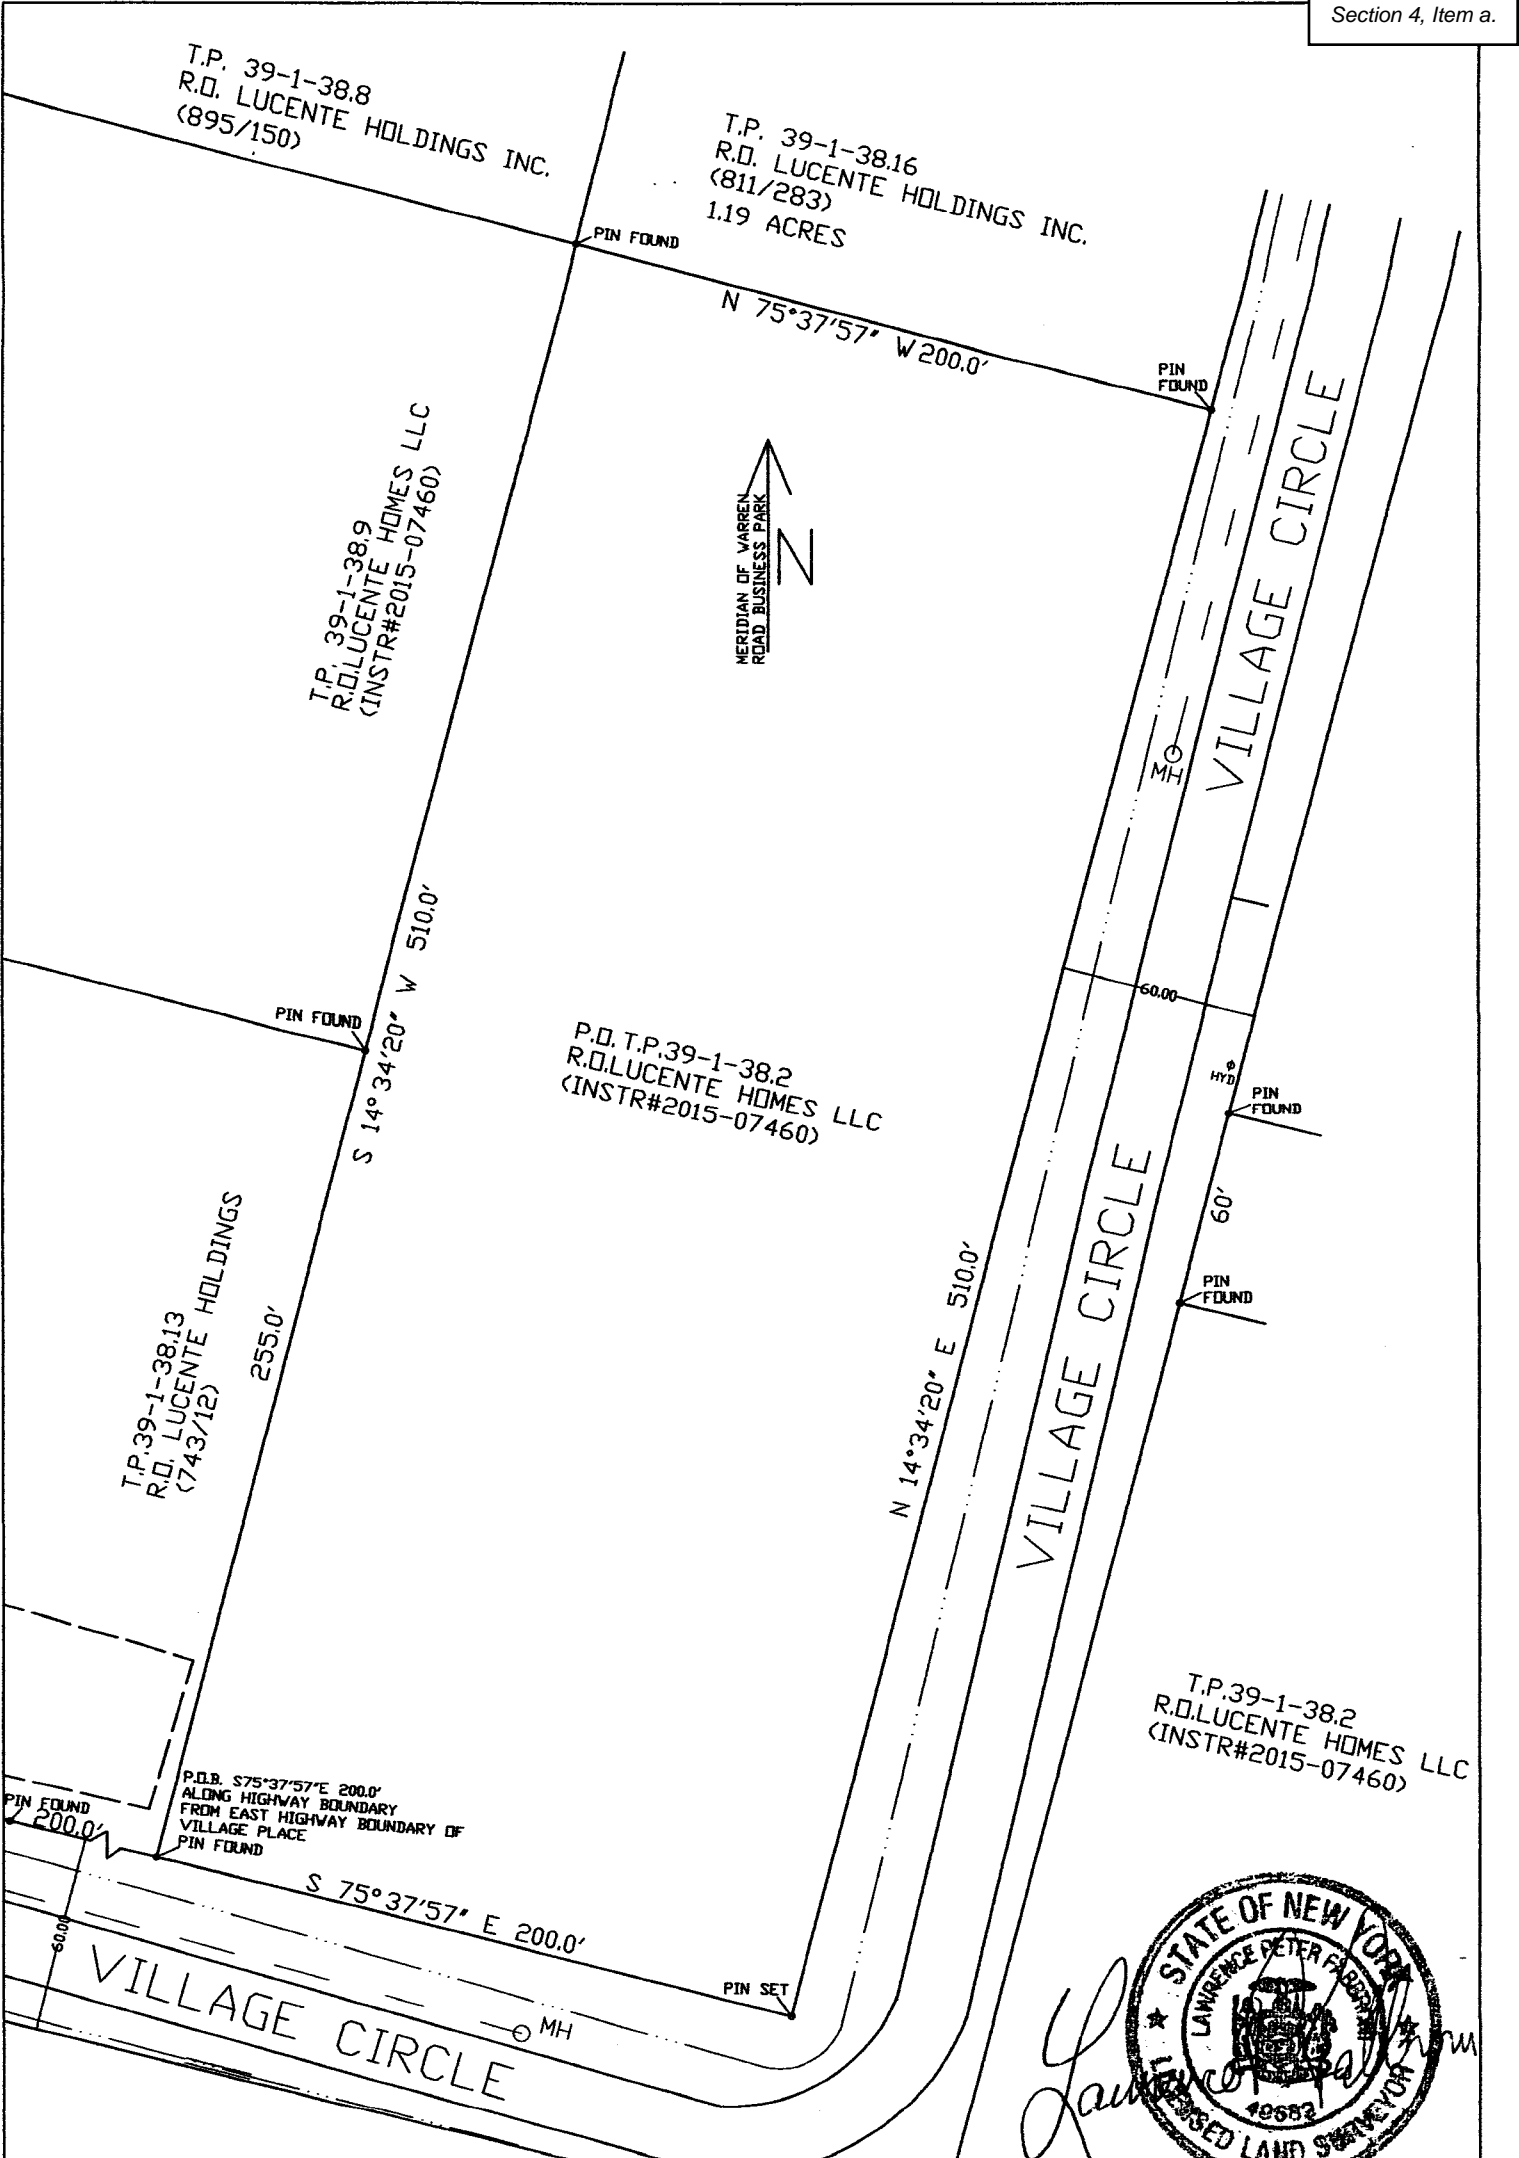 Section 4, Item a.
T.P. 39-1-38.8
R.O. LUCENTE HOLDINGS INC.
(895/150)
T.P. 39-1-38.16
R.O. LUCENTE HOLDINGS INC.
(811/283)
1.19 ACRES
PIN FOUND
N 75°37'57" W 200.0'
PIN
FOUND
VILLAGE CIRCLE
T.P. 39-1-38.9
R.O.LUCENTE HOMES LLC
(INSTR#2015-07460)
MERIDIAN OF WARREN
ROAD BUSINESS PARK
N
MH
S 14°34'20" W 510.0'
PIN FOUND
60.00
P.O. T.P.39-1-38.2
R.O.LUCENTE HOMES LLC
(INSTR#2015-07460)
HYD
PIN
FOUND
60'
PIN
FOUND
VILLAGE CIRCLE
N 14°34'20" E 510.0'
T.P.39-1-38.13
R.O. LUCENTE HOLDINGS
(743/12)
255.0'
T.P.39-1-38.2
R.O.LUCENTE HOMES LLC
(INSTR#2015-07460)
P.O.B. S75°37'57"E 200.0'
ALONG HIGHWAY BOUNDARY
FROM EAST HIGHWAY BOUNDARY OF
VILLAGE PLACE
PIN FOUND
PIN FOUND
200.0'
S 75°37'57" E 200.0'
60.00
PIN SET
VILLAGE CIRCLE
MH
STATE OF NEW YORK
LAWRENCE PETER
LICENSED LAND SURVEYOR